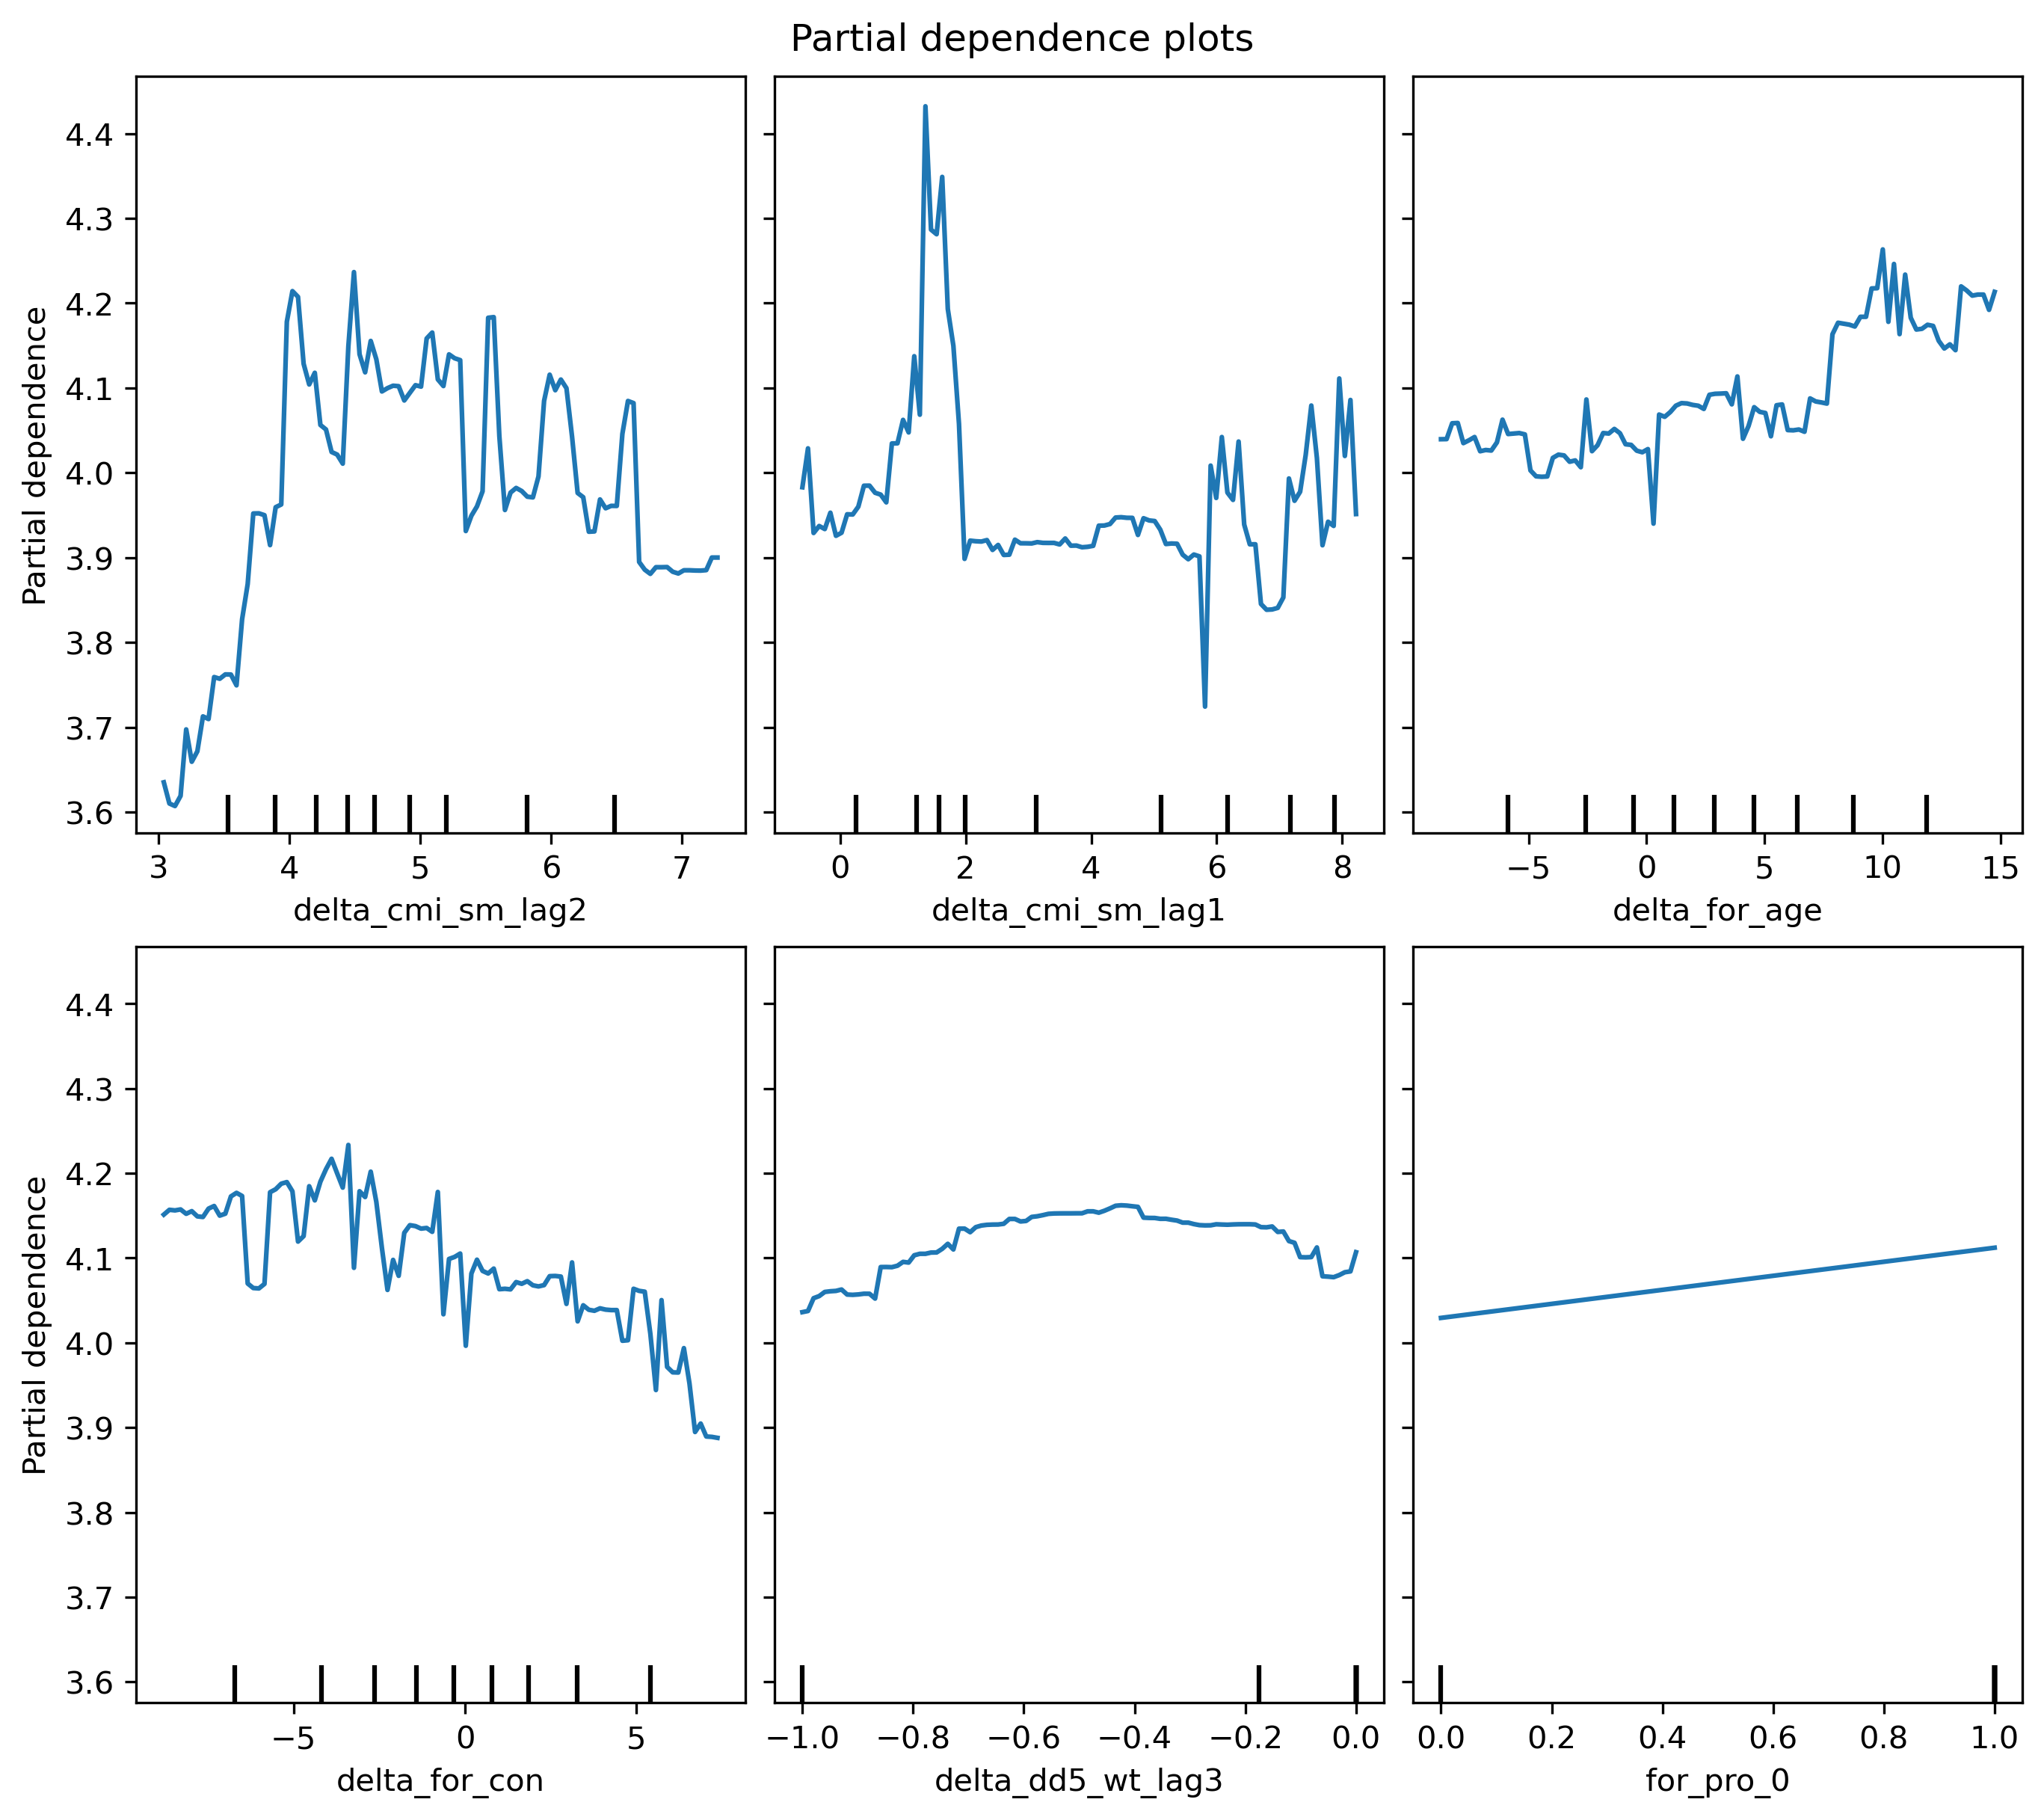 Partial dependence plots
Partial dependence
4.4
4.3
4.2
4.1
4.0
3.9
3.8
3.7
3.6
3 4 5 6 7
delta_cmi_sm_lag2
0 2 4 6 8
delta_cmi_sm_lag1
−5 0 5 10 15
delta_for_age
Partial dependence
4.4
4.3
4.2
4.1
4.0
3.9
3.8
3.7
3.6
−5 0 5
delta_for_con
−1.0 −0.8 −0.6 −0.4 −0.2 0.0
delta_dd5_wt_lag3
0.0 0.2 0.4 0.6 0.8 1.0
for_pro_0